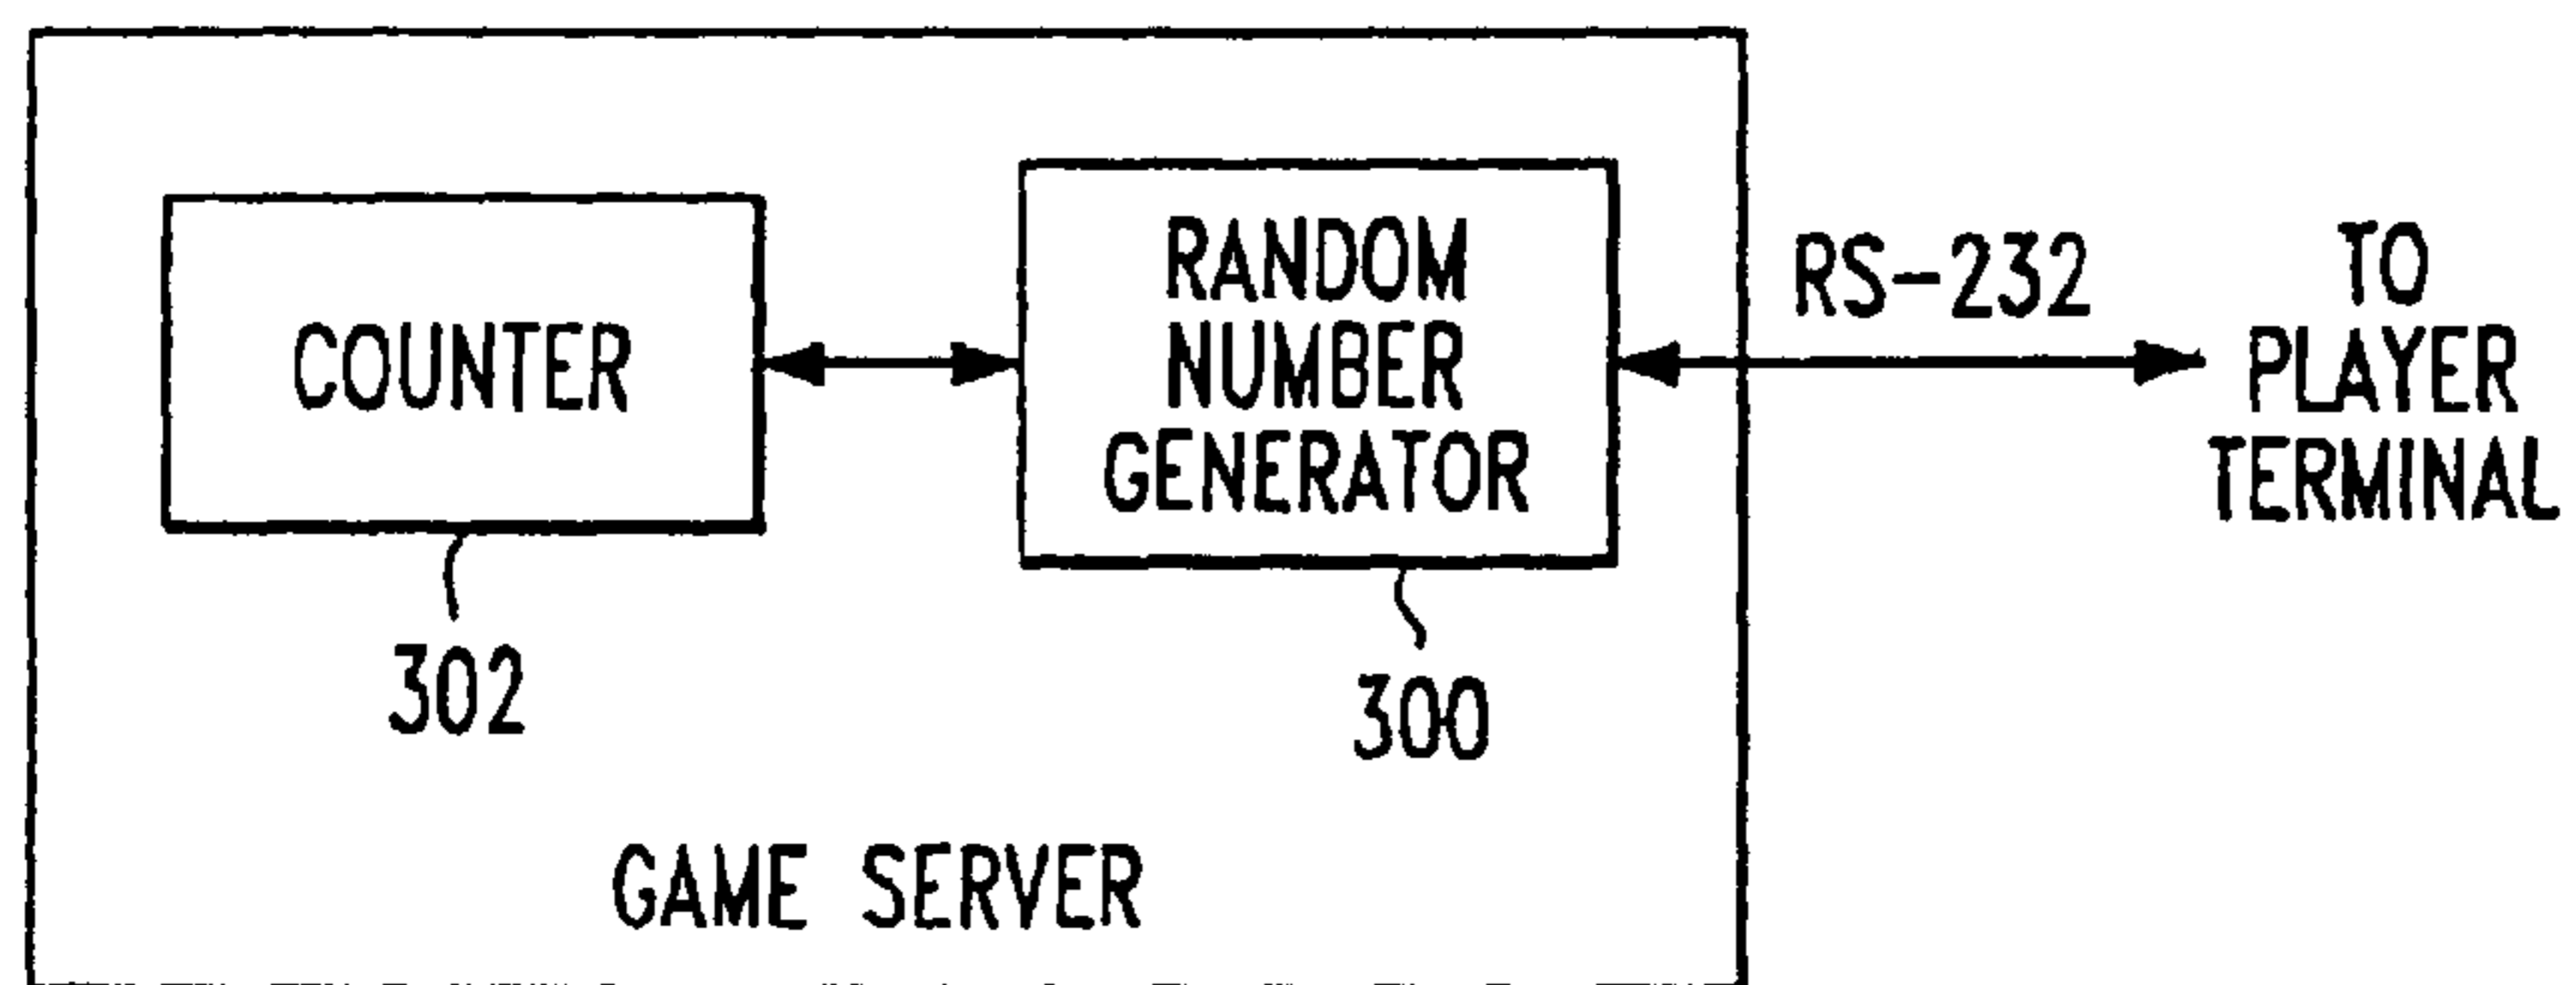 COUNTER
302
RANDOM
NUMBER
GENERATOR
300
RS-232
TO
PLAYER
TERMINAL
GAME SERVER